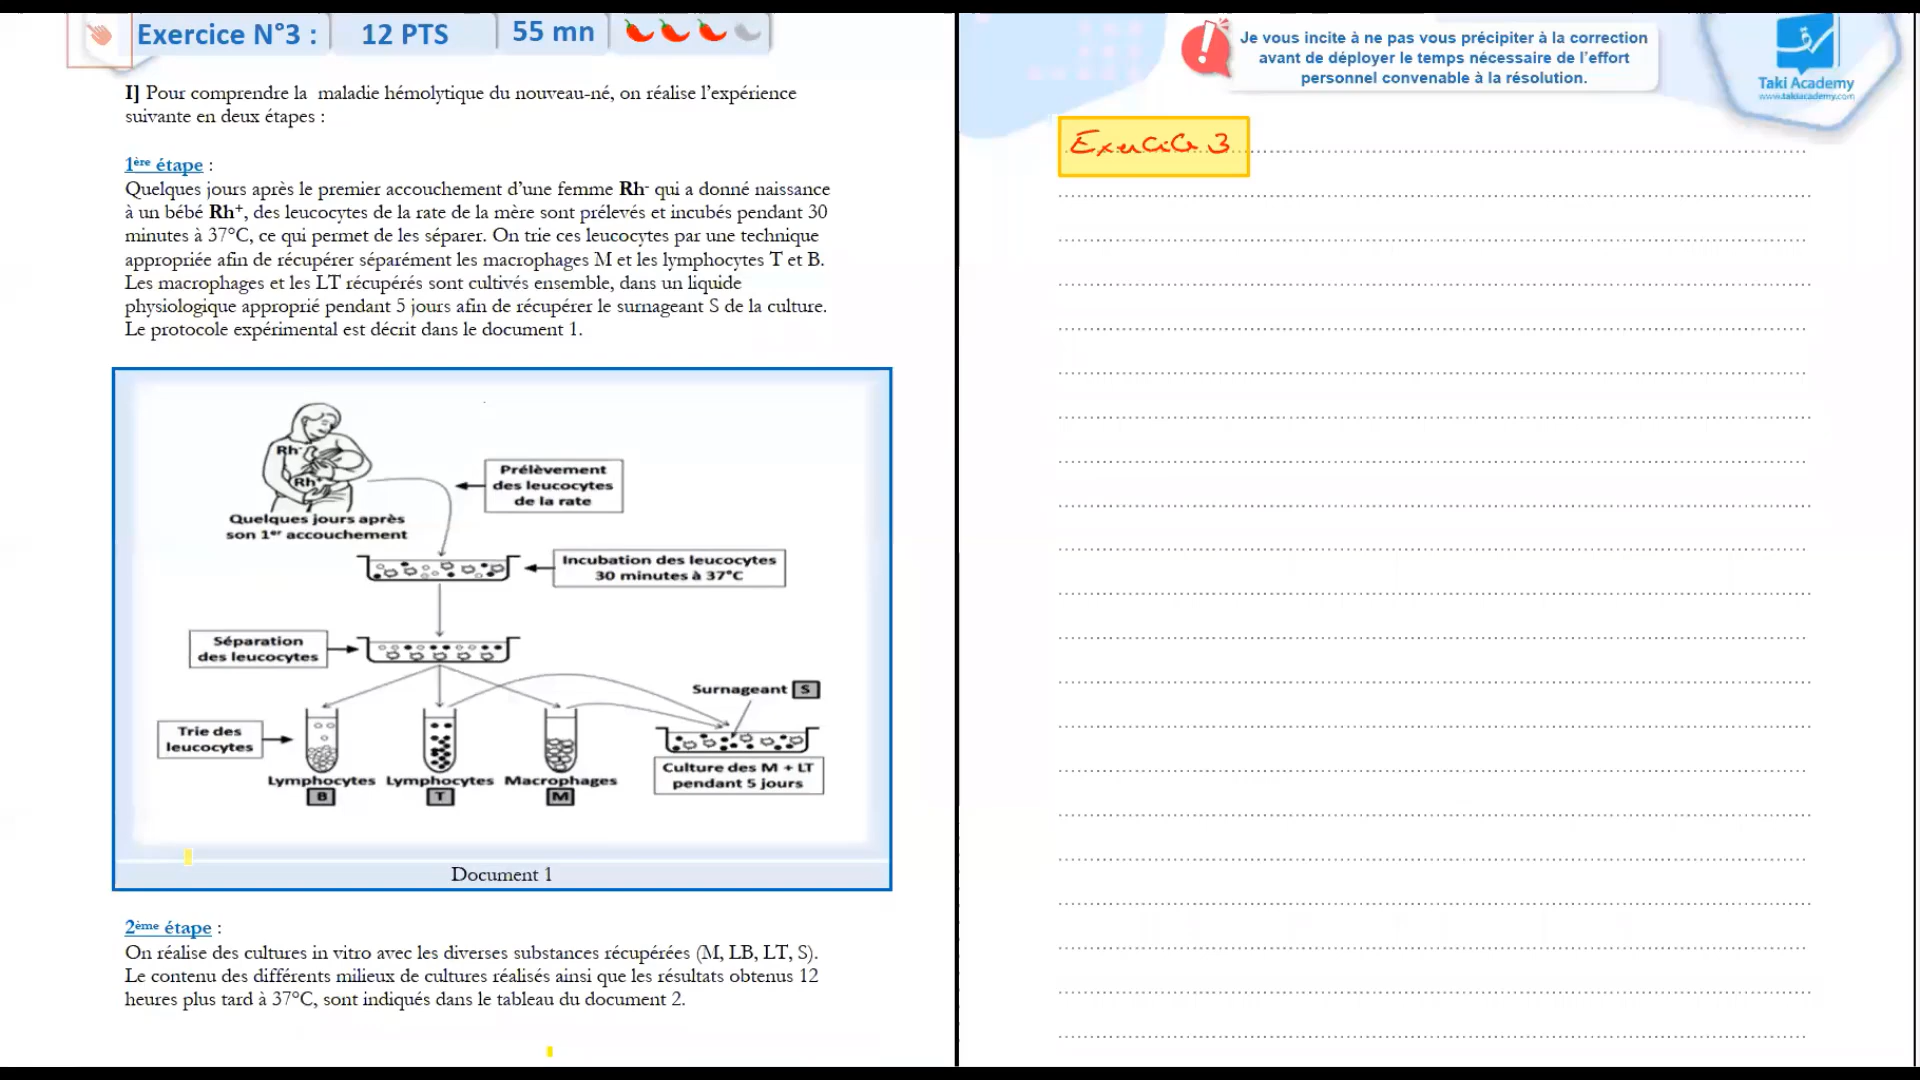 Exercice N°3 :
12 PTS
55 mn
I] Pour comprendre la maladie hémolytique du nouveau-né, on réalise l'expérience
suivante en deux étapes :
1ère étape :
Quelques jours après le premier accouchement d'une femme Rh- qui a donné naissance
à un bébé Rh+, des leucocytes de la rate de la mère sont prélevés et incubés pendant 30
minutes à 37°C, ce qui permet de les séparer. On trie ces leucocytes par une technique
appropriée afin de récupérer séparément les macrophages M et les lymphocytes T et B.
Les macrophages et les LT récupérés sont cultivés ensemble, dans un liquide
physiologique approprié pendant 5 jours afin de récupérer le surnageant S de la culture.
Le protocole expérimental est décrit dans le document 1.
Rh-
Rh+
Quelques jours après
son 1er accouchement
Prélèvement
des leucocytes
de la rate
Incubation des leucocytes
30 minutes à 37°C
Séparation
des leucocytes
Surnageant S
Trie des
leucocytes
Lymphocytes
B
Lymphocytes
T
Macrophages
M
Culture des M + LT
pendant 5 jours
Document 1
2ème étape :
On réalise des cultures in vitro avec les diverses substances récupérées (M, LB, LT, S).
Le contenu des différents milieux de cultures réalisés ainsi que les résultats obtenus 12
heures plus tard à 37°C, sont indiqués dans le tableau du document 2.
Je vous incite à ne pas vous précipiter à la correction
avant de déployer le temps nécessaire de l'effort
personnel convenable à la résolution.
Taki Academy
www.takiacademy.com
Exercice 3